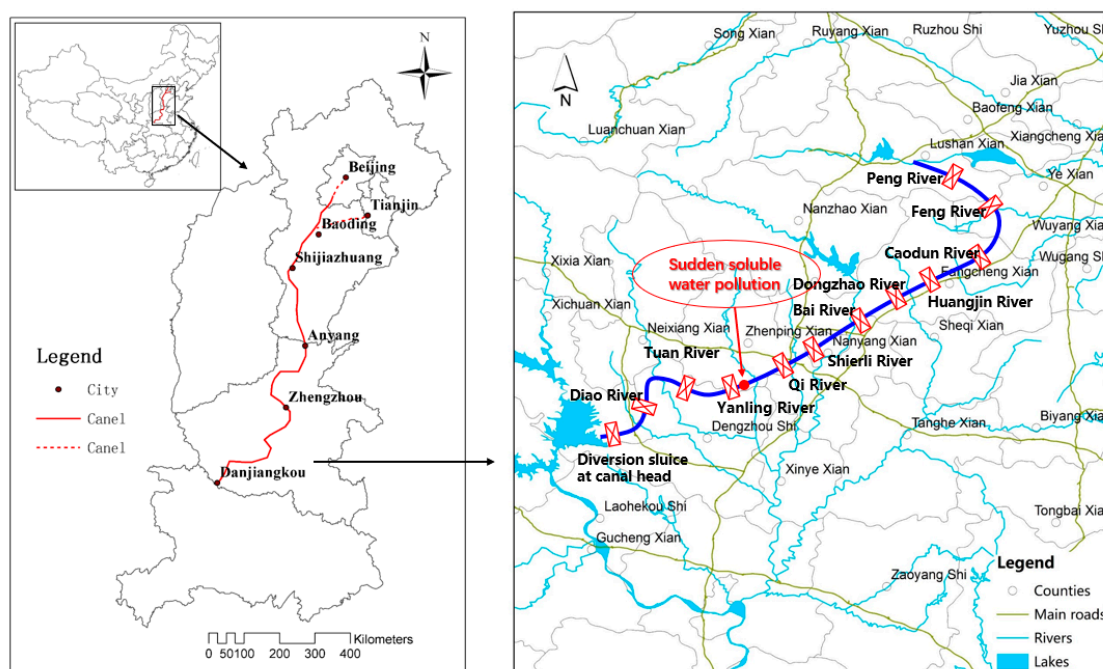 N
Beijing
Tianjin
Baoding
Shijiazhuang
Anyang
Zhengzhou
Danjiangkou
Legend
City
Canel
Canel
Kilometers
0 50100 200 300 400
N
Song Xian
Ruyang Xian
Ruzhou Shi
Yuzhou Shi
Jia Xian
Baofeng Xian
Luanchuan Xian
Xiangcheng Xian
Lushan Xian
Peng River
Ye Xian
Nanzhao Xian
Feng River
Wuyang Xian
Caodun River
Wugang Shi
Xixia Xian
Sudden soluble
water pollution
Fangcheng Xian
Dongzhao River
Xichuan Xian
Huangjin River
Bai River
Neixiang Xian
Zhenping Xian
Sheqi Xian
Nanyang Xian
Tuan River
Shierli River
Qi River
Diao River
Yanling River
Biyang Xian
Dengzhou Shi
Tanghe Xian
Diversion sluice
at canal head
Xinye Xian
Laohekou Shi
Tongbai Xian
Gucheng Xian
Zaoyang Shi
Legend
Counties
Main roads
Rivers
Lakes